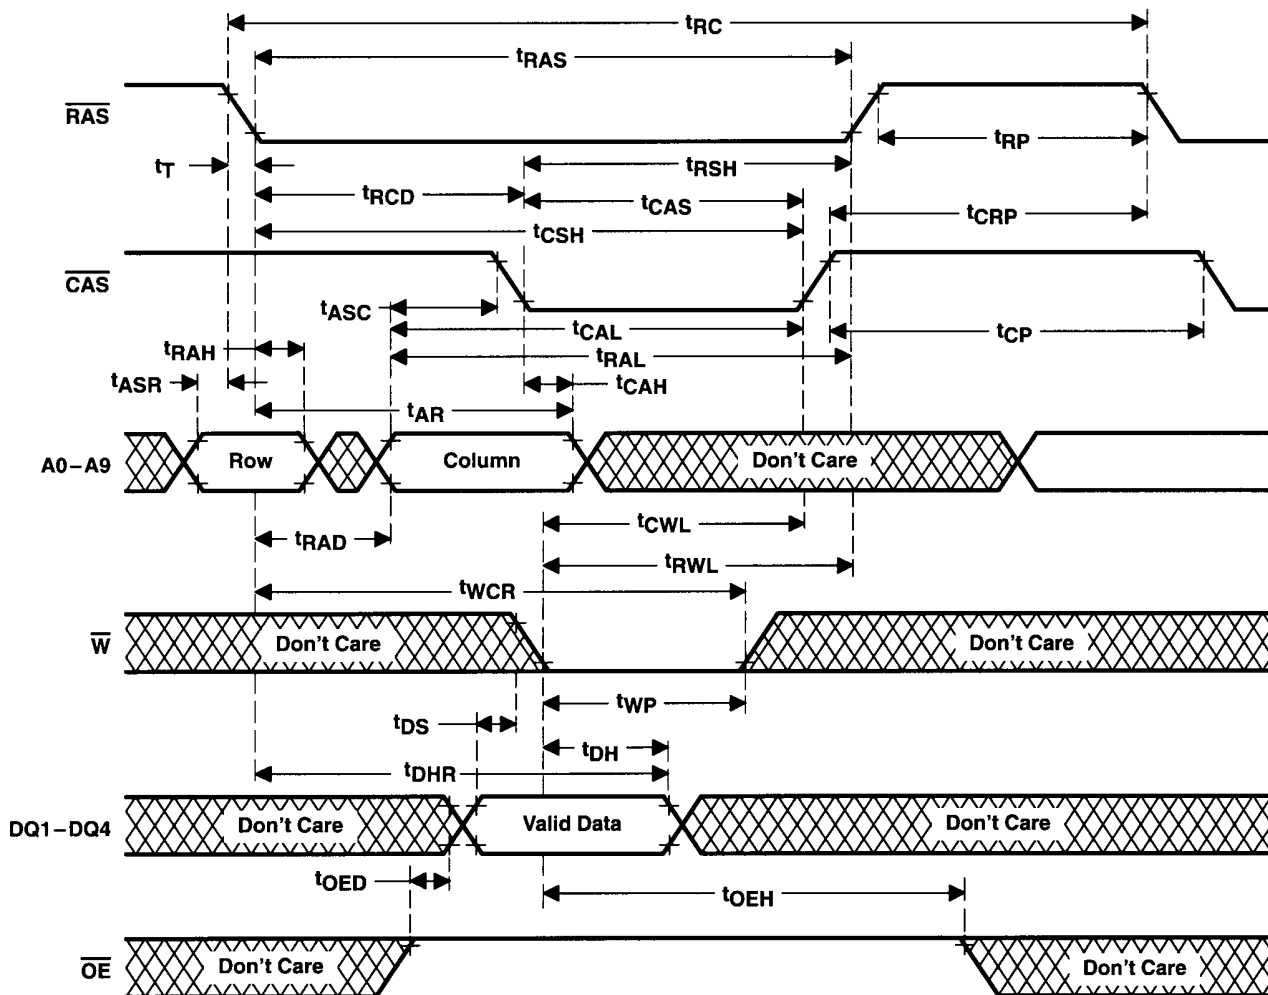 tRC
tRAS
RAS
tRP
tT
tRSH
tRCD
tCAS
tCRP
tCSH
CAS
tASC
tCAL
tCP
tRAH
tRAL
tASR
tCAH
tAR
A0–A9
Row
Column
Don't Care
tCWL
tRAD
tRWL
tWCR
W
Don't Care
Don't Care
tWP
tDS
tDH
tDHR
DQ1–DQ4
Don't Care
Valid Data
Don't Care
tOED
tOEH
OE
Don't Care
Don't Care